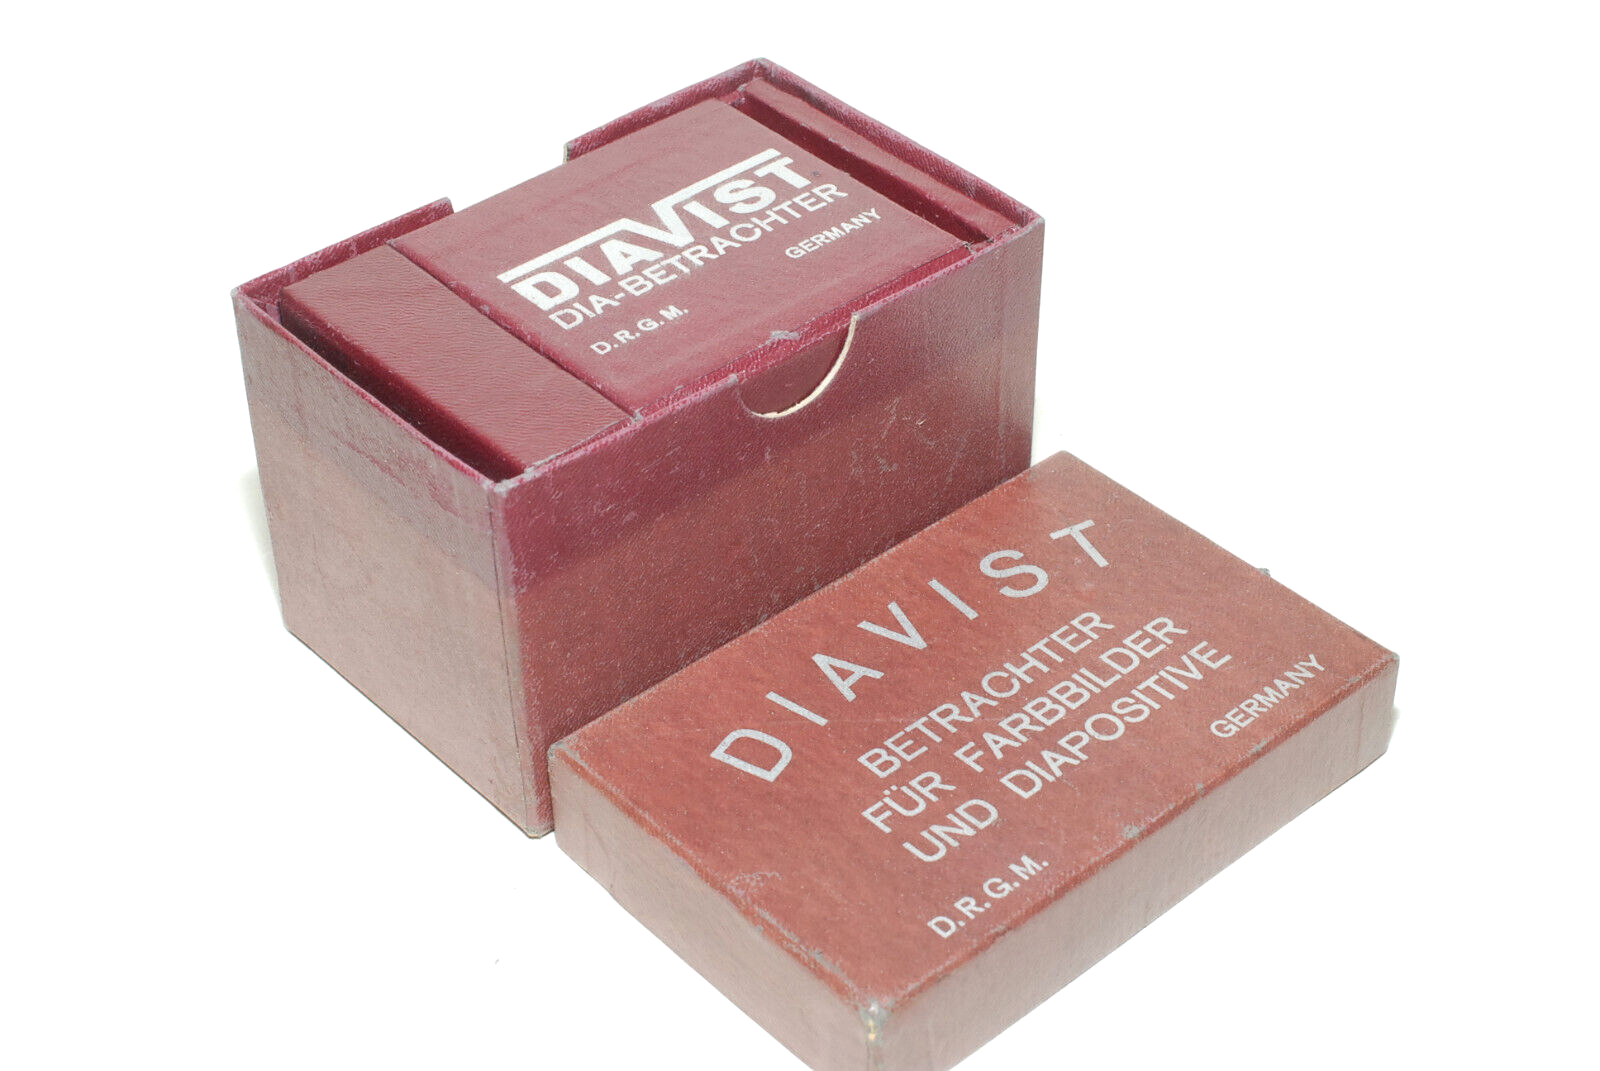 DIAVIST
DIA-BETRACHTER
D.R.G.M.
GERMANY
DIAVIST
BETRACHTER
FÜR FARBBILDER
UND DIAPOSITIVE
D.R.G.M.
GERMANY